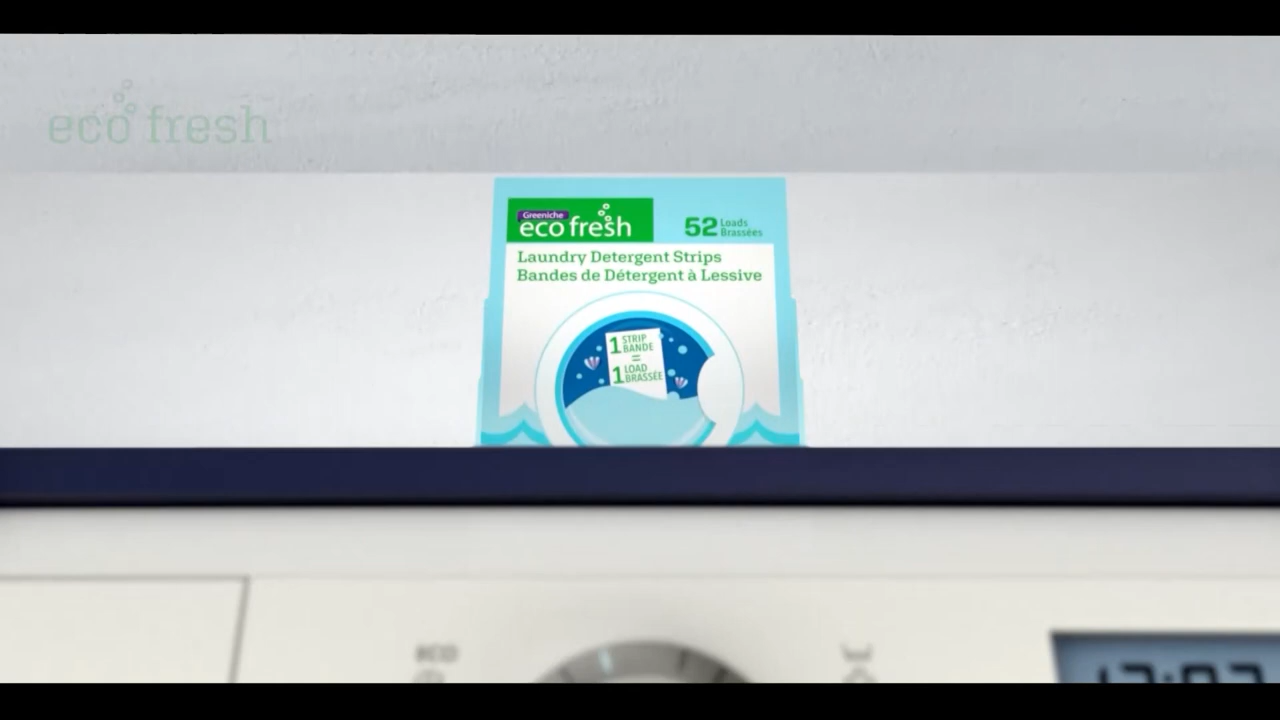 eco fresh
Greeniche
eco fresh
52 Loads
Brassées
Laundry Detergent Strips
Bandes de Détergent à Lessive
1 STRIP
BANDE
=
1 LOAD
BRASSÉE
ECO